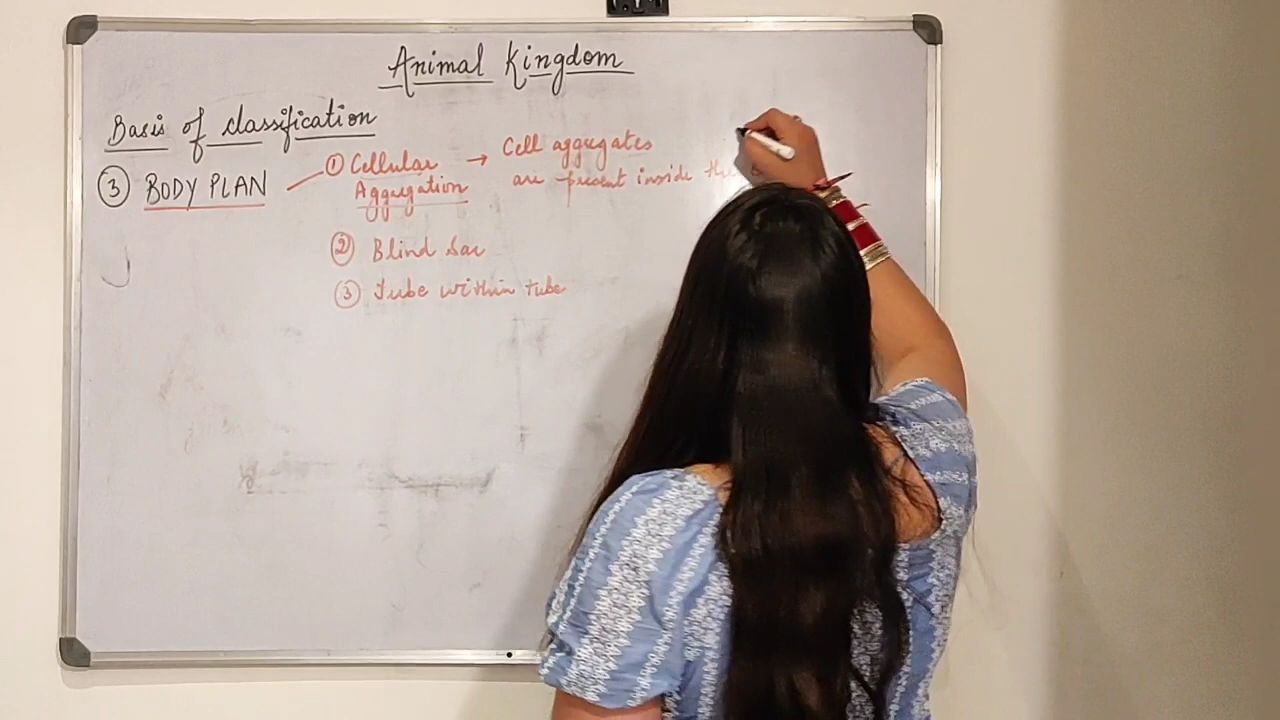 Animal Kingdom
Basis of classification
③ BODY PLAN
① Cellular Aggregation → Cell aggregates
are present inside the
② Blind Sac
③ Tube within tube